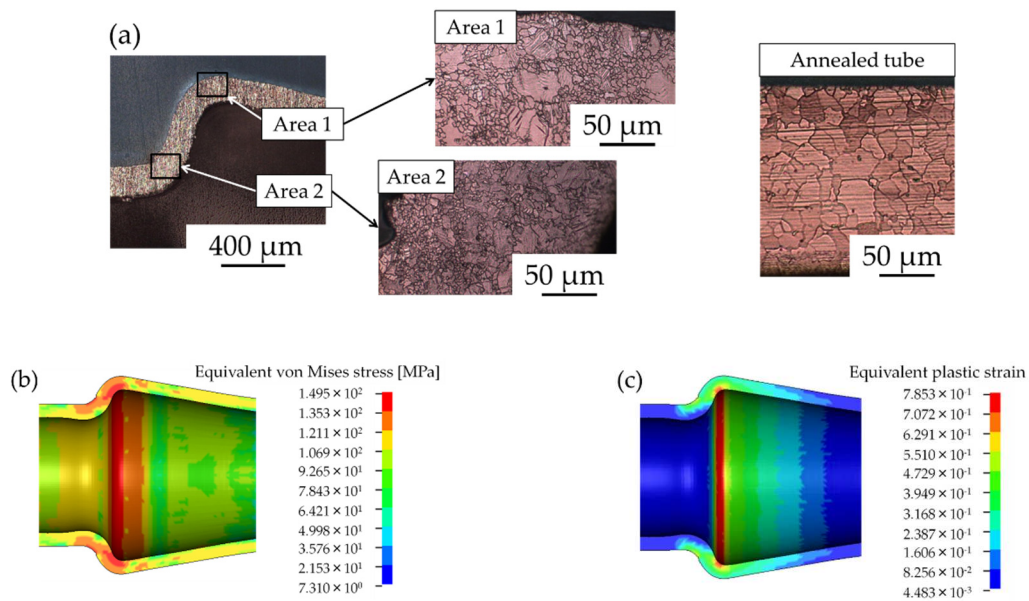 (a)
Area 1
Area 1
Area 2
Area 2
400 µm
50 µm
50 µm
Annealed tube
50 µm
(b)
Equivalent von Mises stress [MPa]
1.495 × 10²
1.353 × 10²
1.211 × 10²
1.069 × 10²
9.265 × 10¹
7.843 × 10¹
6.421 × 10¹
4.998 × 10¹
3.576 × 10¹
2.153 × 10¹
7.310 × 10⁰
(c)
Equivalent plastic strain
7.853 × 10⁻¹
7.072 × 10⁻¹
6.291 × 10⁻¹
5.510 × 10⁻¹
4.729 × 10⁻¹
3.949 × 10⁻¹
3.168 × 10⁻¹
2.387 × 10⁻¹
1.606 × 10⁻¹
8.256 × 10⁻²
4.483 × 10⁻³